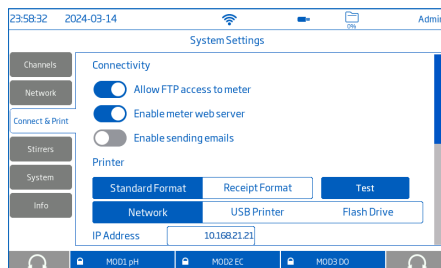 23:58:32 2024-03-14 0% Admin
System Settings
Channels
Network
Connect & Print
Stirrers
System
Info
Connectivity
Allow FTP access to meter
Enable meter web server
Enable sending emails
Printer
Standard Format Receipt Format Test
Network USB Printer Flash Drive
IP Address 10.168.21.21
MOD1 pH MOD2 EC MOD3 DO